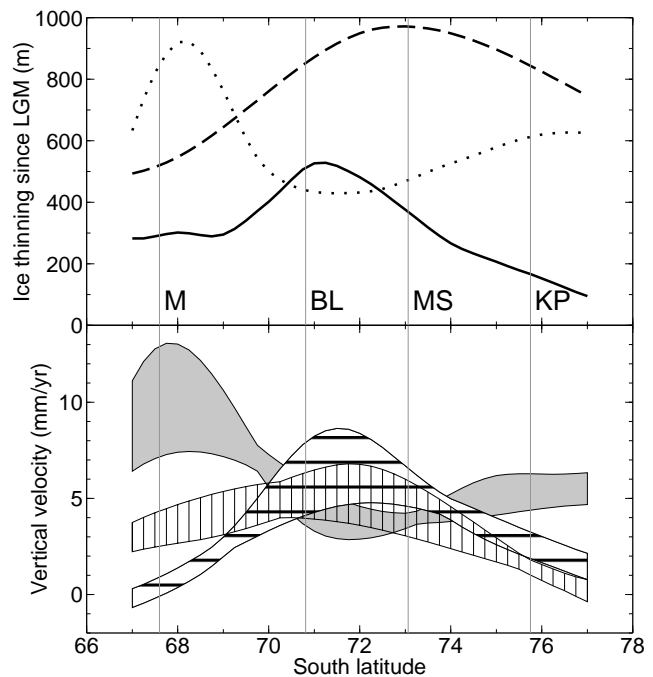 1000
800
600
400
200
0
Ice thinning since LGM (m)
M BL MS KP
10
5
0
Vertical velocity (mm/yr)
66 68 70 72 74 76 78
South latitude